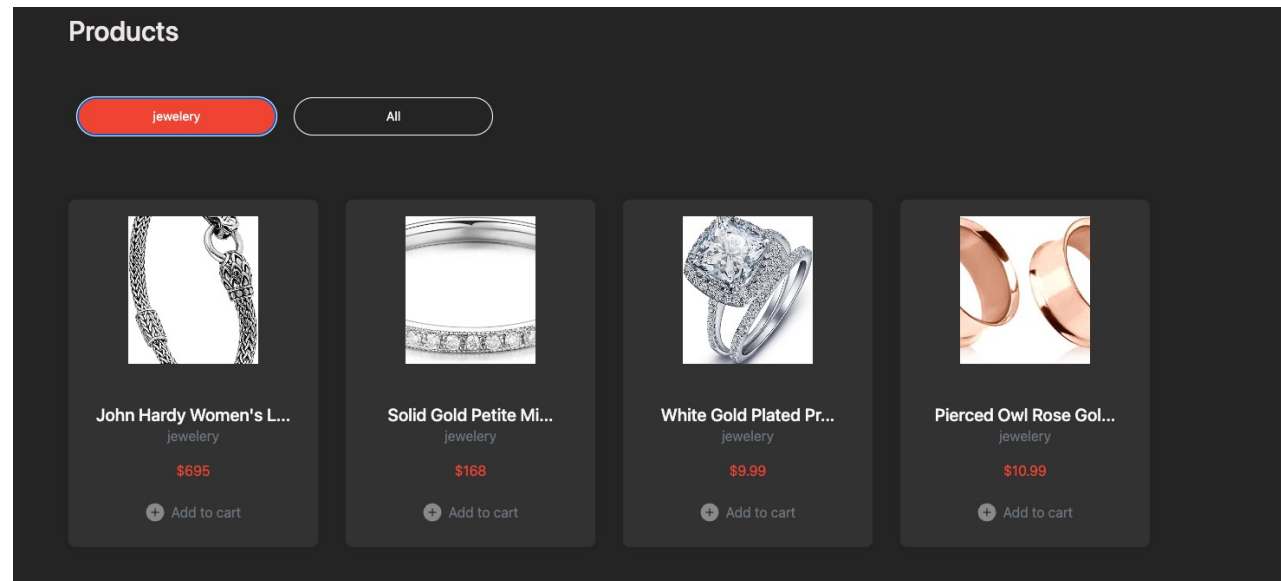 Products
jewelery
All
John Hardy Women's L...
jewelery
$695
Add to cart
Solid Gold Petite Mi...
jewelery
$168
Add to cart
White Gold Plated Pr...
jewelery
$9.99
Add to cart
Pierced Owl Rose Gol...
jewelery
$10.99
Add to cart